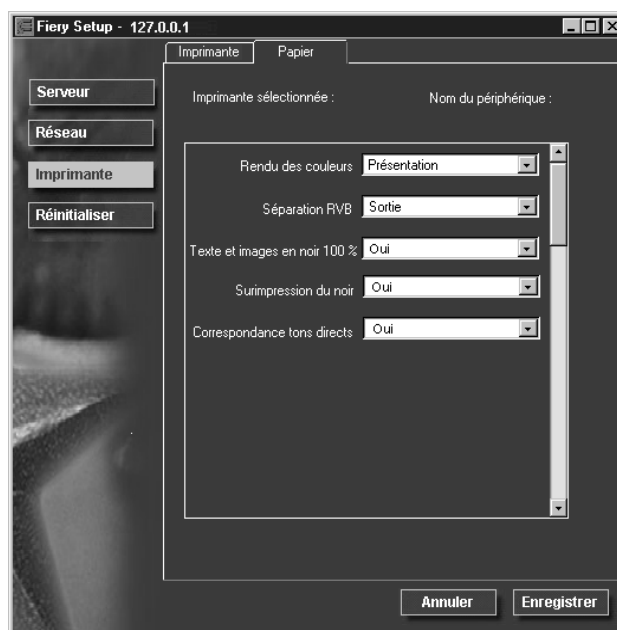 Fiery Setup - 127.0.0.1
Imprimante Papier
Serveur
Réseau
Imprimante
Réinitialiser
Imprimante sélectionnée : Nom du périphérique :
Rendu des couleurs Présentation
Séparation RVB Sortie
Texte et images en noir 100 % Oui
Surimpression du noir Oui
Correspondance tons directs Oui
Annuler Enregistrer